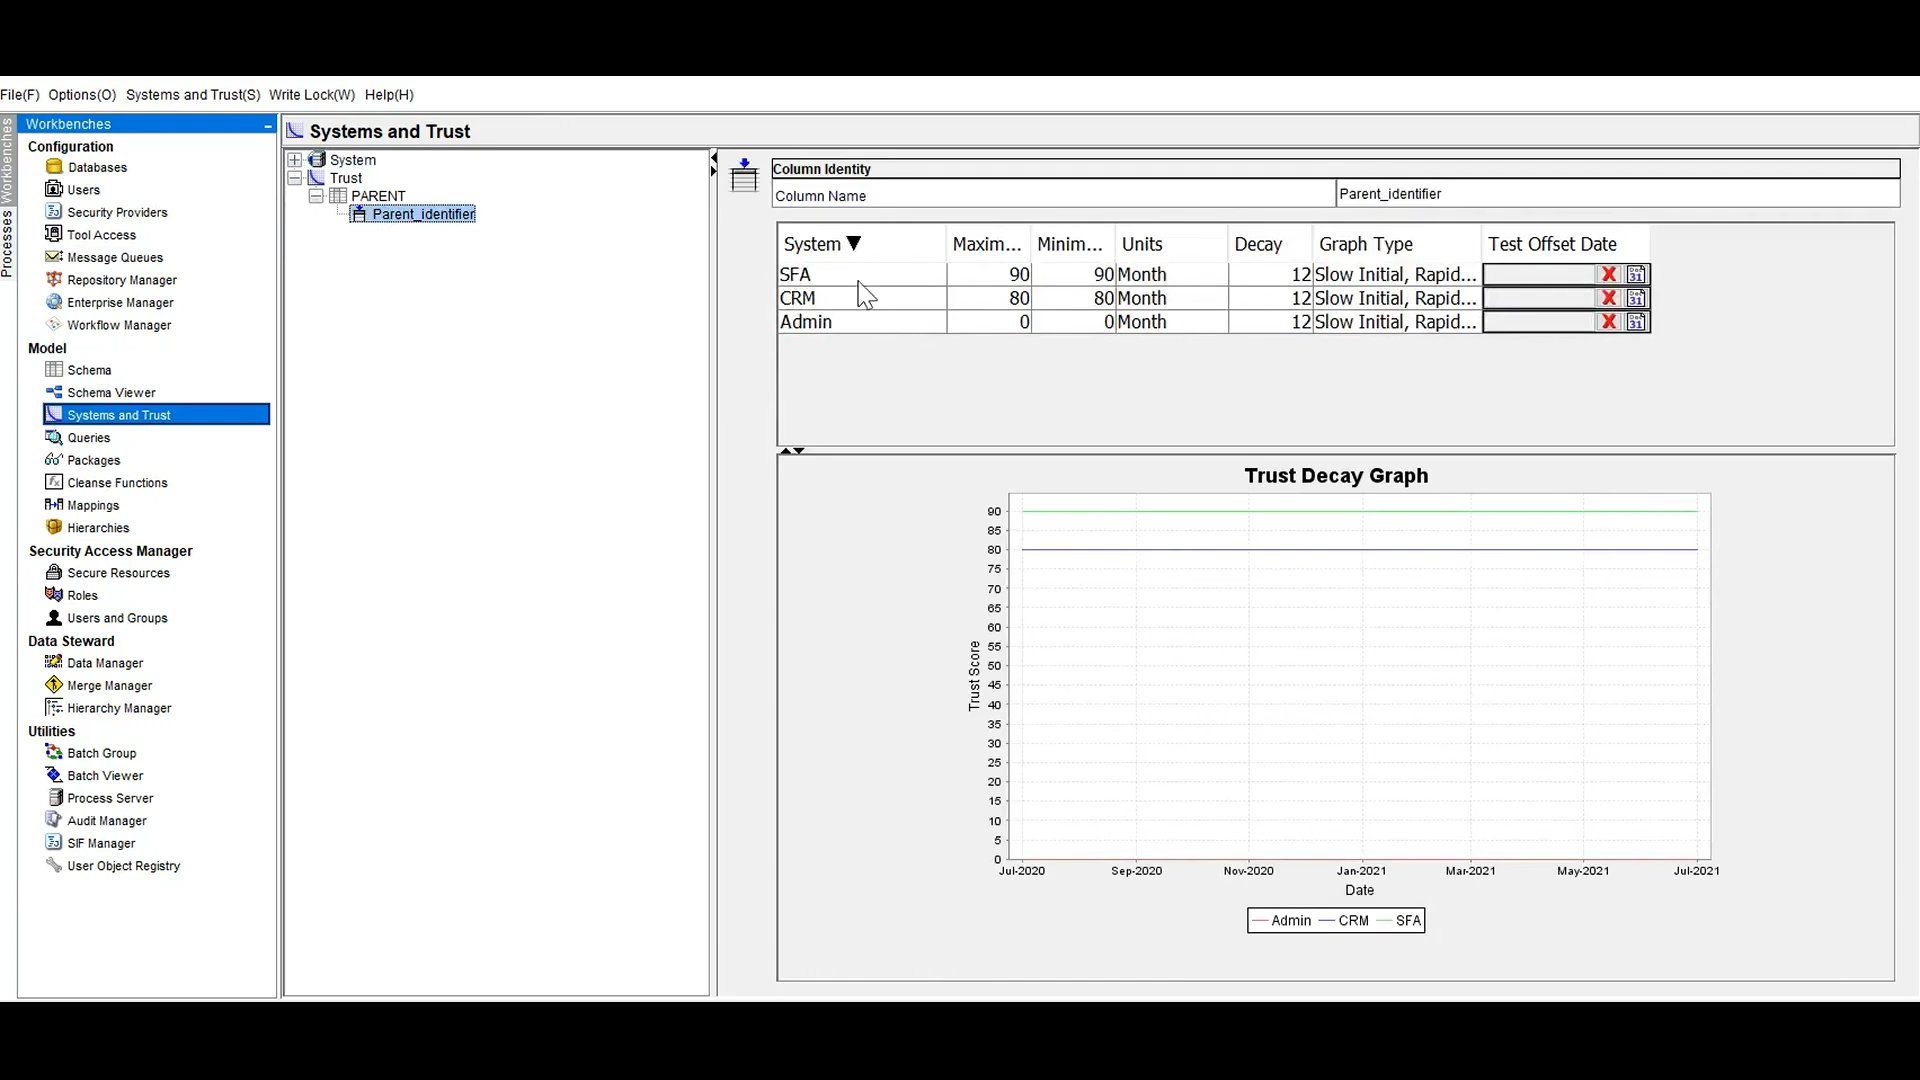 File(F) Options(O) Systems and Trust(S) Write Lock(W) Help(H)
Workbenches
Processes
Workbenches
Configuration
Databases
Users
Security Providers
Tool Access
Message Queues
Repository Manager
Enterprise Manager
Workflow Manager
Model
Schema
Schema Viewer
Systems and Trust
Queries
Packages
Cleanse Functions
Mappings
Hierarchies
Security Access Manager
Secure Resources
Roles
Users and Groups
Data Steward
Data Manager
Merge Manager
Hierarchy Manager
Utilities
Batch Group
Batch Viewer
Process Server
Audit Manager
SIF Manager
User Object Registry
Systems and Trust
System
Trust
PARENT
Parent_identifier
Column Identity
Column Name Parent_identifier
System Maxim... Minim... Units Decay Graph Type Test Offset Date
SFA 90 90 Month 12 Slow Initial, Rapid... 31
CRM 80 80 Month 12 Slow Initial, Rapid... 31
Admin 0 0 Month 12 Slow Initial, Rapid... 31
Trust Decay Graph
90
85
80
75
70
65
60
55
50
45
40
35
30
25
20
15
10
5
0
Trust Score
Jul-2020 Sep-2020 Nov-2020 Jan-2021 Mar-2021 May-2021 Jul-2021
Date
Admin CRM SFA